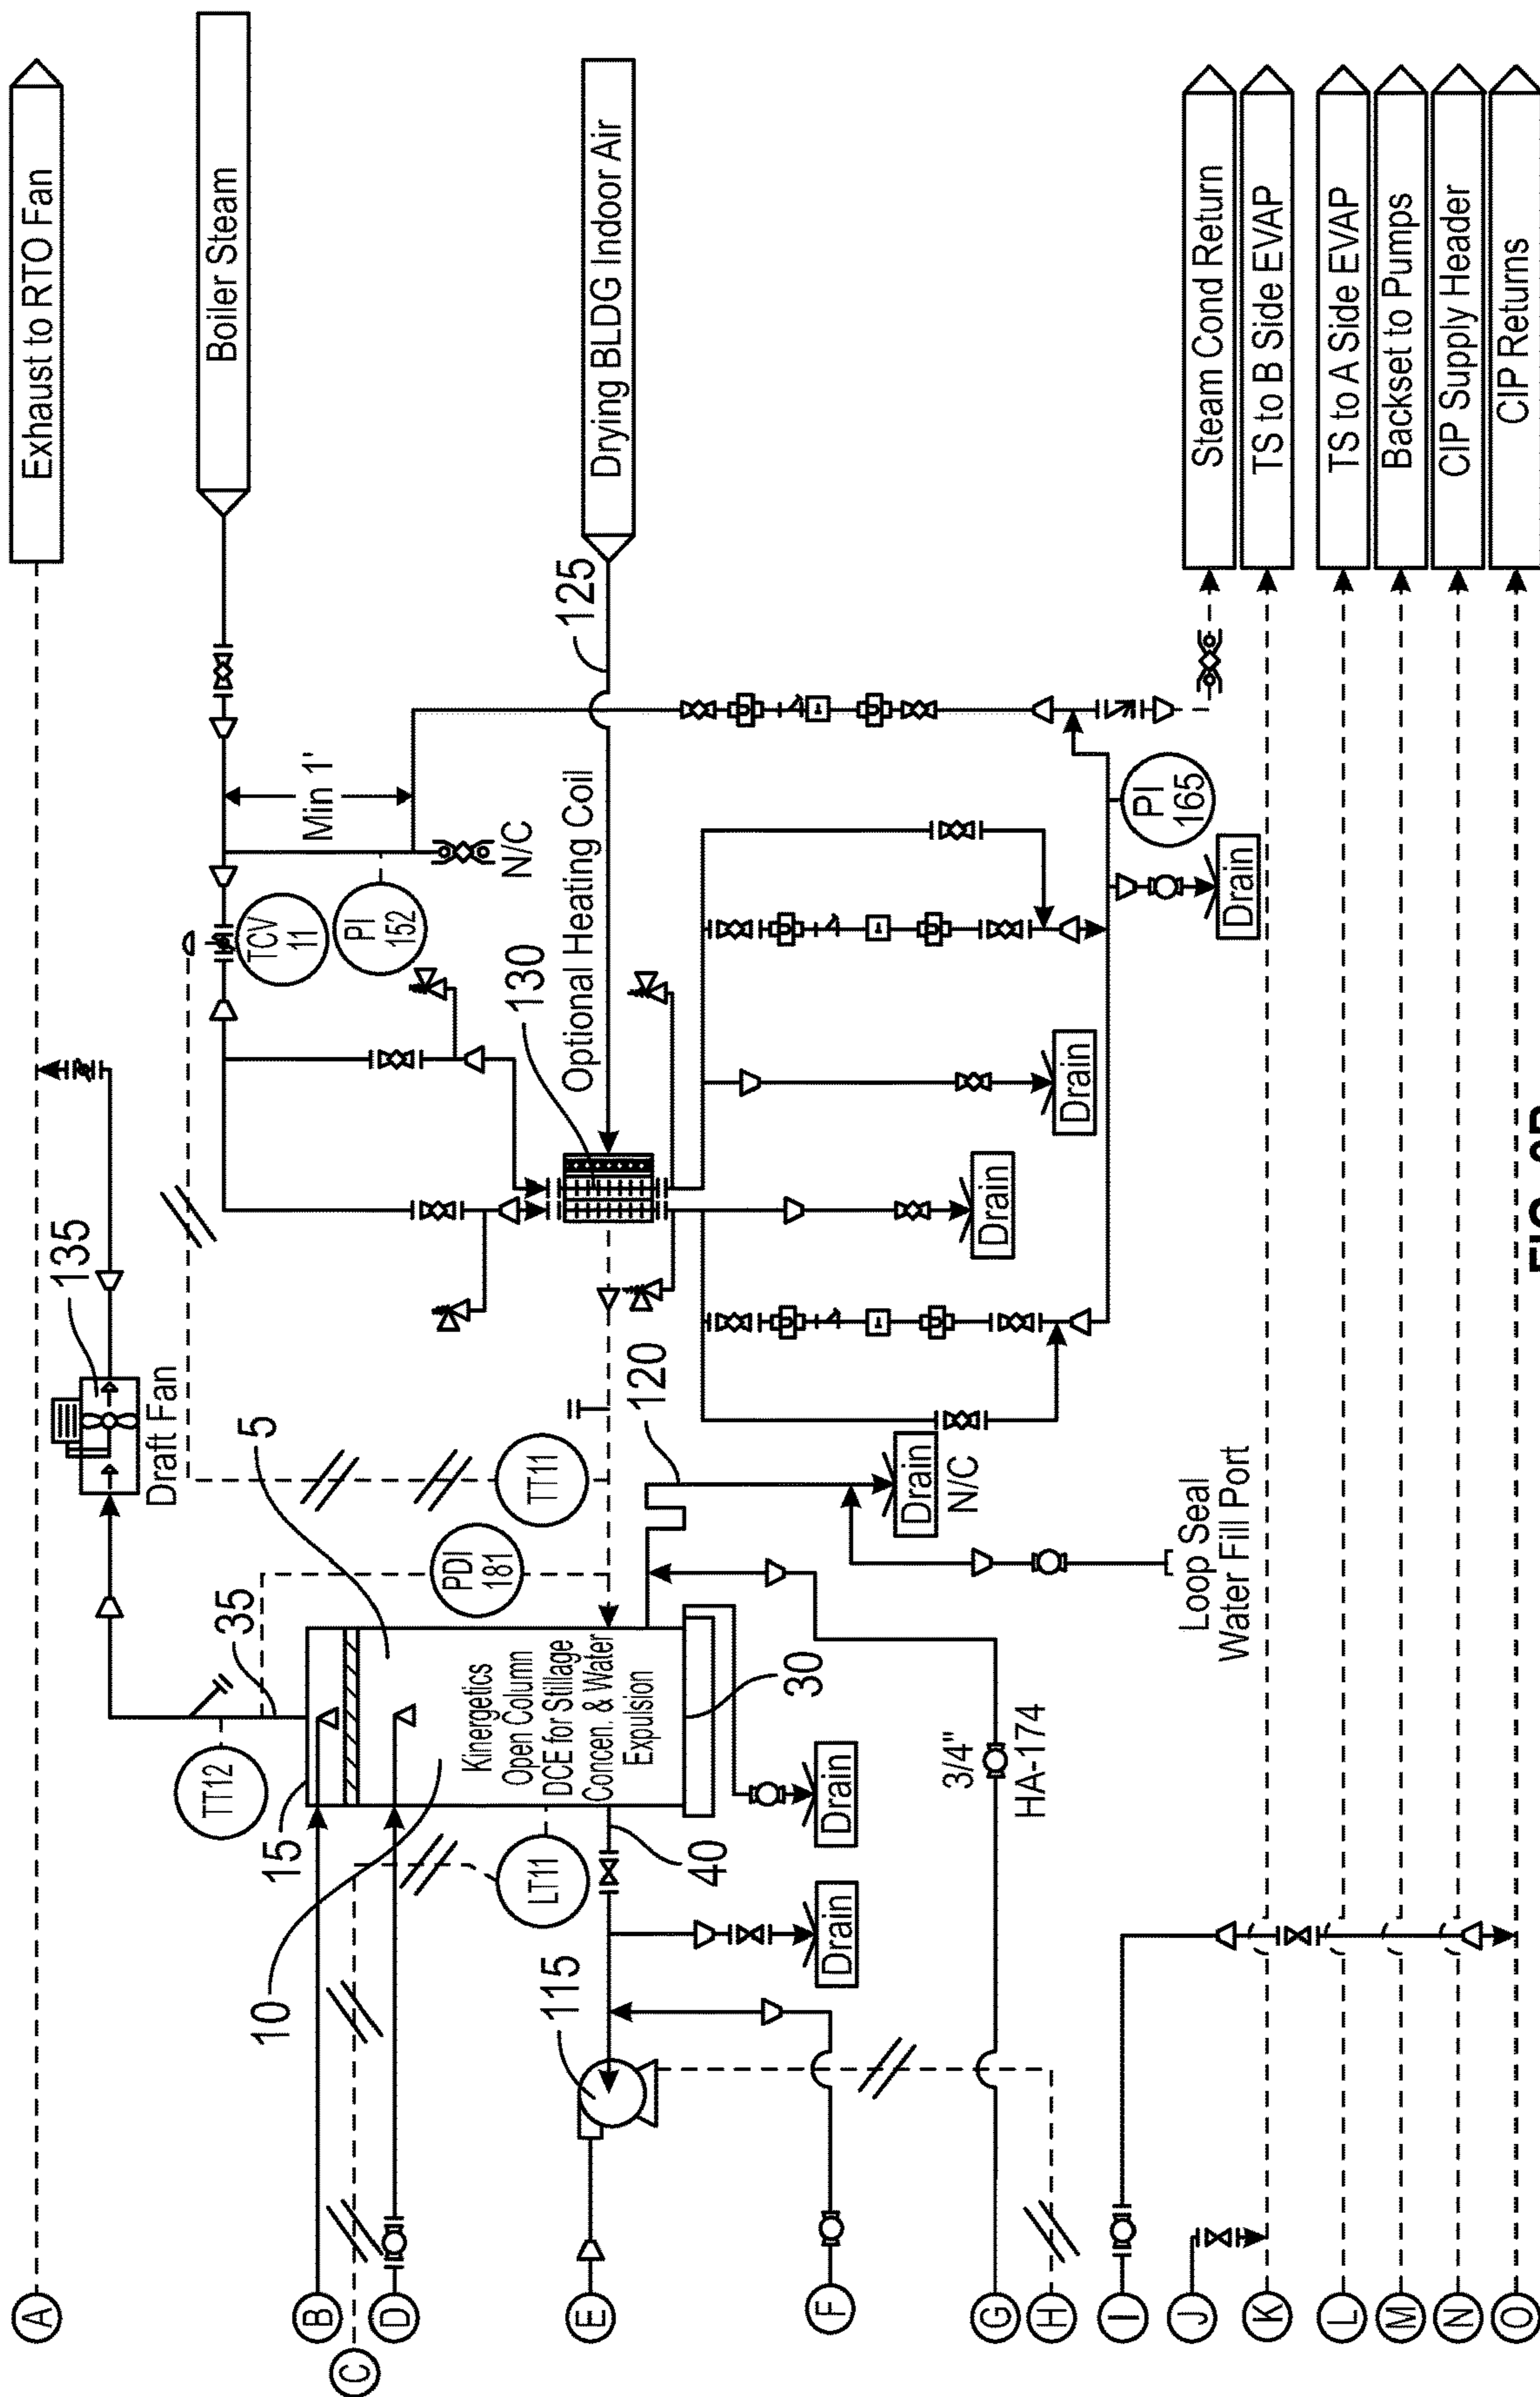 A
Exhaust to RTO Fan
135
Draft Fan
Boiler Steam
TCV
11
PI
152
Min 1'
N/C
TT12
35
5
15
10
B
C
D
PDI
181
TT11
Kinergetics
Open Column
DCE for Stillage
Concen. & Water
Expulsion
LT11
40
30
115
E
F
Drain
Drain
Drying BLDG Indoor Air
125
Optional Heating Coil
130
120
Drain
N/C
Loop Seal
Water Fill Port
3/4"
HA-174
G
H
Drain
Drain
Drain
PI
165
I
J
K
L
M
N
O
Steam Cond Return
TS to B Side EVAP
TS to A Side EVAP
Backset to Pumps
CIP Supply Header
CIP Returns